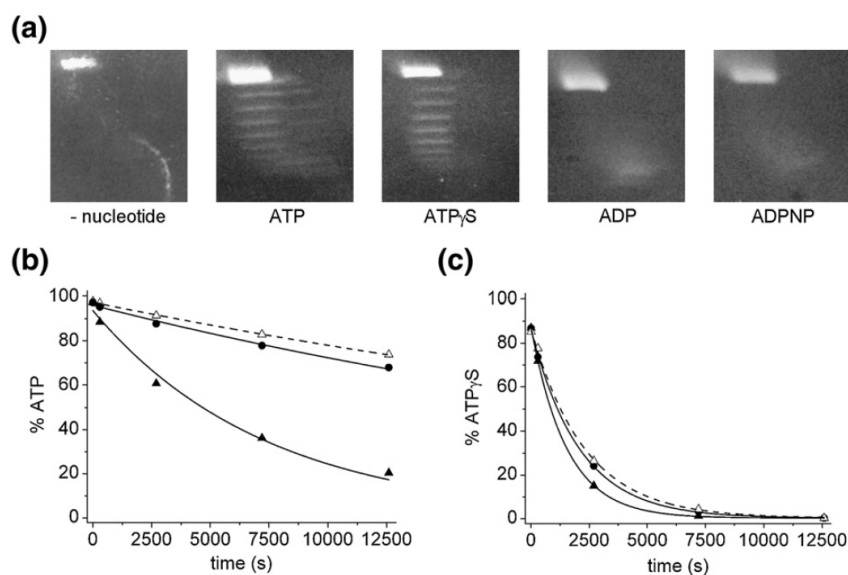 (a)
- nucleotide ATP ATPγS ADP ADPNP
(b)
100
80
60
40
20
0
% ATP
0 2500 5000 7500 10000 12500
time (s)
(c)
100
80
60
40
20
0
% ATPγS
0 2500 5000 7500 10000 12500
time (s)